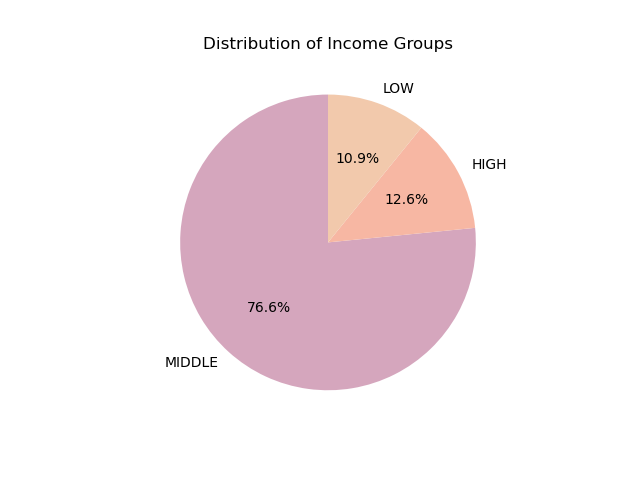 Distribution of Income Groups
LOW
10.9%
HIGH
12.6%
76.6%
MIDDLE